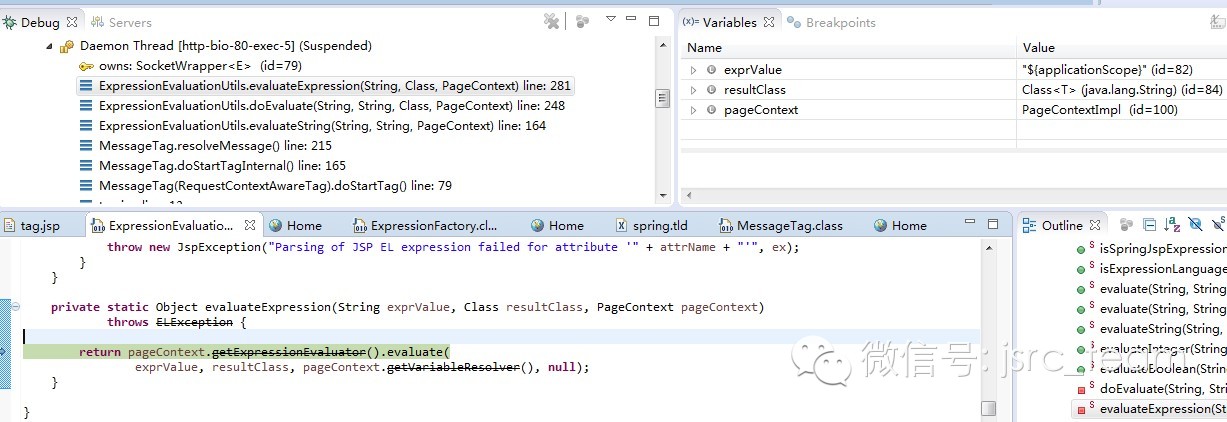 Debug Servers
Daemon Thread [http-bio-80-exec-5] (Suspended)
owns: SocketWrapper<E> (id=79)
ExpressionEvaluationUtils.evaluateExpression(String, Class, PageContext) line: 281
ExpressionEvaluationUtils.doEvaluate(String, String, Class, PageContext) line: 248
ExpressionEvaluationUtils.evaluateString(String, String, PageContext) line: 164
MessageTag.resolveMessage() line: 215
MessageTag.doStartTagInternal() line: 165
MessageTag(RequestContextAwareTag).doStartTag() line: 79
(x)= Variables Breakpoints
Name Value
exprValue "${applicationScope}" (id=82)
resultClass Class<T> (java.lang.String) (id=84)
pageContext PageContextImpl (id=100)
tag.jsp ExpressionEvaluatio... Home ExpressionFactory.cl... Home spring.tld MessageTag.class Home
throw new JspException("Parsing of JSP EL expression failed for attribute '" + attrName + "'", ex);
}
}
private static Object evaluateExpression(String exprValue, Class resultClass, PageContext pageContext)
throws ELException {
return pageContext.getExpressionEvaluator().evaluate(
exprValue, resultClass, pageContext.getVariableResolver(), null);
}
}
Outline
isSpringJspExpression
isExpressionLanguage
evaluate(String, String
evaluate(String, String
evaluateString(String,
evaluateInteger(String
evaluateBoolean(String
doEvaluate(String, Stri
evaluateExpression(St
微信号: jsrc_team